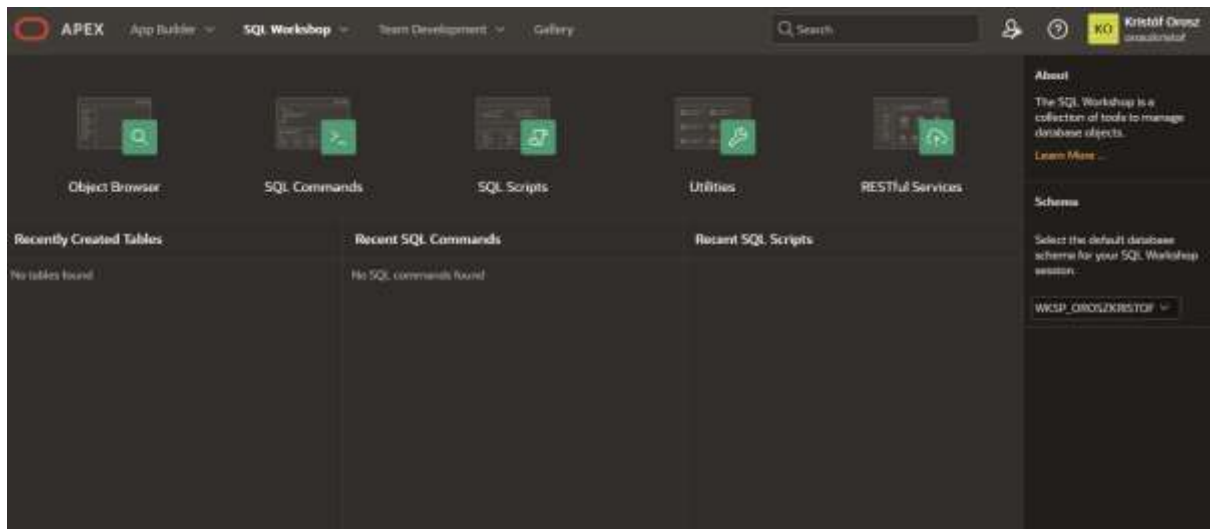 APEX App Builder SQL Workshop Team Development Gallery Search KO Kristóf Orosz
oroszkristof
Object Browser SQL Commands SQL Scripts Utilities RESTful Services
Recently Created Tables Recent SQL Commands Recent SQL Scripts
No tables found No SQL commands found
About
The SQL Workshop is a
collection of tools to manage
database objects.
Learn More ...
Schema
Select the default database
schema for your SQL Workshop
session.
WKSP_OROSZKRISTOF